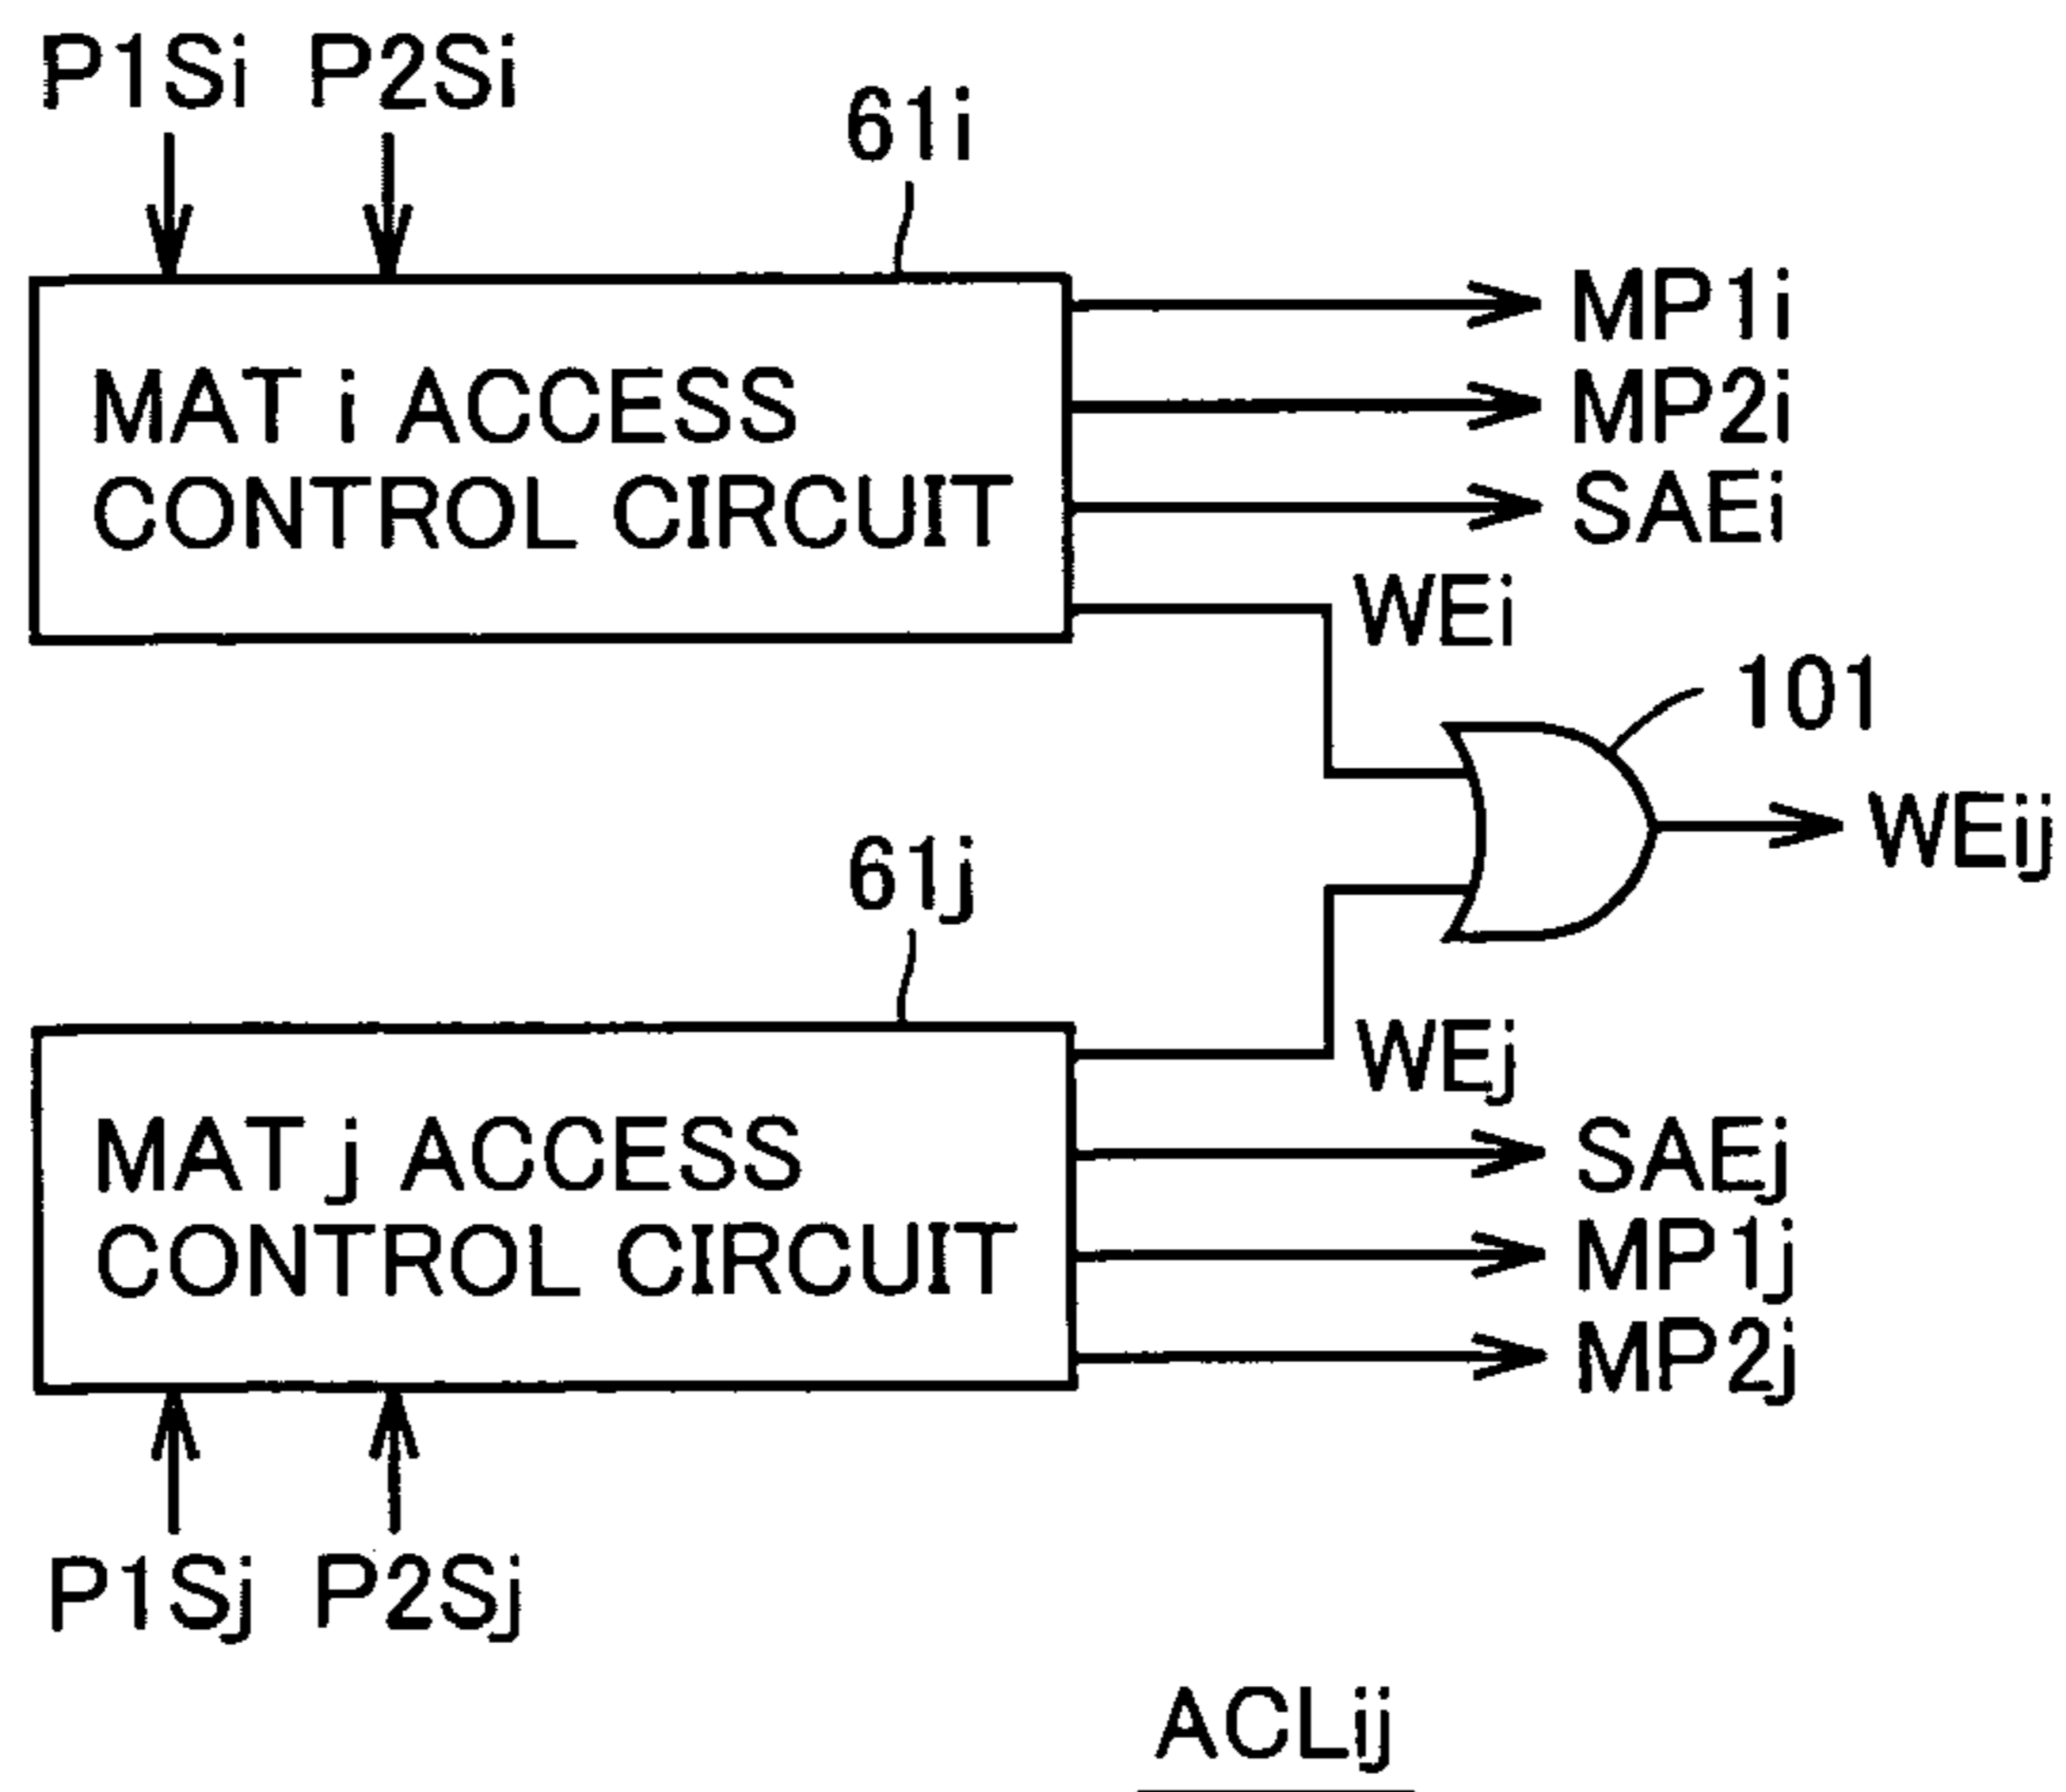 P1Si P2Si
61i
MAT i ACCESS
CONTROL CIRCUIT
MP1i
MP2i
SAEi
WEi
101
WEij
61j
WEj
MAT j ACCESS
CONTROL CIRCUIT
SAEj
MP1j
MP2j
P1Sj P2Sj
ACLij